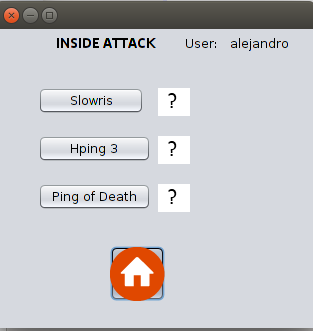 INSIDE ATTACK User: alejandro
Slowris ?
Hping 3 ?
Ping of Death ?